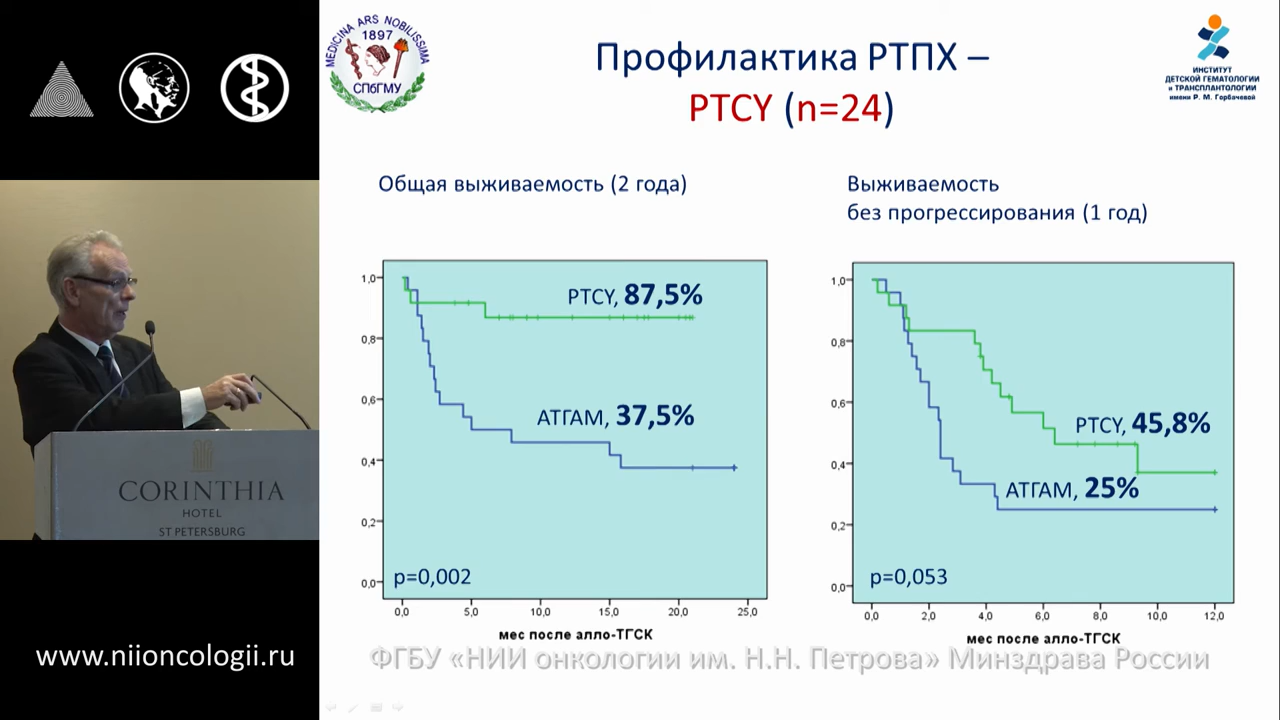 MEDICINA ARS NOBILISSIMA
1897
СПбГМУ
Профилактика РТПХ –
PTCY (n=24)
ИНСТИТУТ
ДЕТСКОЙ ГЕМАТОЛОГИИ
и ТРАНСПЛАНТОЛОГИИ
имени Р. М. Горбачевой
Общая выживаемость (2 года)
Выживаемость
без прогрессирования (1 год)
1,0
0,8
0,6
0,4
0,2
0,0
PTCY, 87,5%
АТГАМ, 37,5%
p=0,002
0,0 5,0 10,0 15,0 20,0 25,0
мес после алло-ТГСК
1,0
0,8
0,6
0,4
0,2
0,0
PTCY, 45,8%
АТГАМ, 25%
p=0,053
0,0 2,0 4,0 6,0 8,0 10,0 12,0
мес после алло-ТГСК
CORINTHIA
HOTEL
ST PETERSBURG
www.niioncologii.ru
ФГБУ «НИИ онкологии им. Н.Н. Петрова» Минздрава России